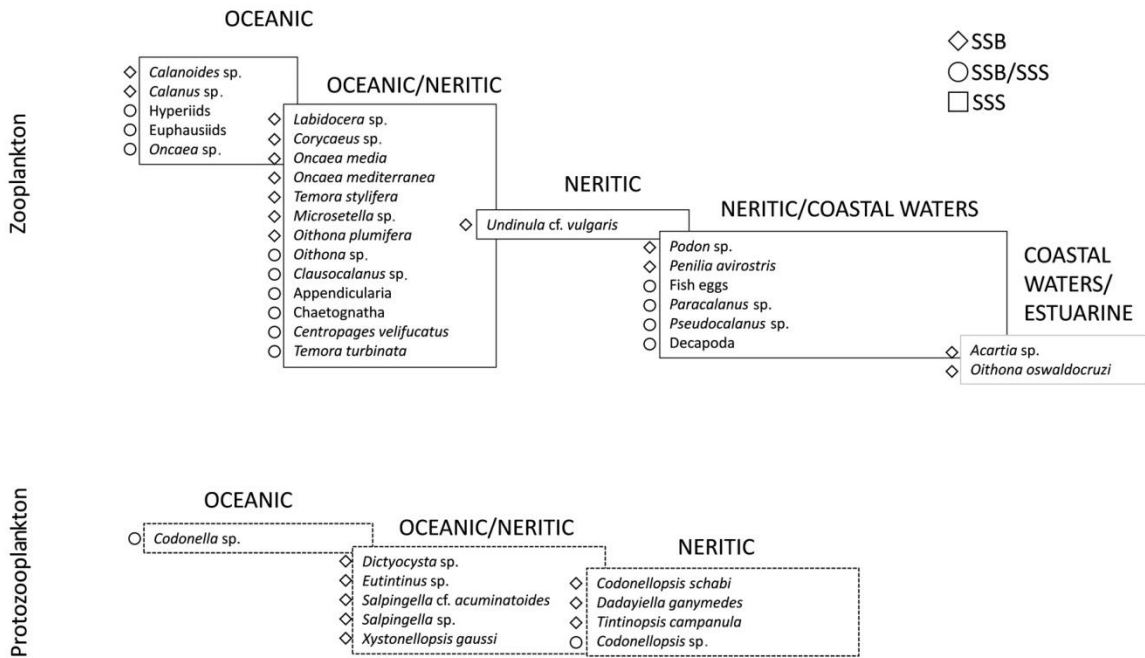 OCEANIC
◇ SSB
○ SSB/SSS
□ SSS
Zooplankton
Calanoides sp.
Calanus sp.
Hyperiids
Euphausiids
Oncaea sp.
OCEANIC/NERITIC
Labidocera sp.
Corycaeus sp.
Oncaea media
Oncaea mediterranea
Temora stylifera
Microsetella sp.
Oithona plumifera
Oithona sp.
Clausocalanus sp.
Appendicularia
Chaetognatha
Centropages velifucatus
Temora turbinata
NERITIC
Undinula cf. vulgaris
NERITIC/COASTAL WATERS
Podon sp.
Penilia avirostris
Fish eggs
Paracalanus sp.
Pseudocalanus sp.
Decapoda
COASTAL
WATERS/
ESTUARINE
Acartia sp.
Oithona oswaldocruzi
Protozooplankton
OCEANIC
Codonella sp.
OCEANIC/NERITIC
Dictyocysta sp.
Eutintinus sp.
Salpingella cf. acuminatoides
Salpingella sp.
Xystonellopsis gaussi
NERITIC
Codonellopsis schabi
Dadayiella ganymedes
Tintinopsis campanula
Codonellopsis sp.